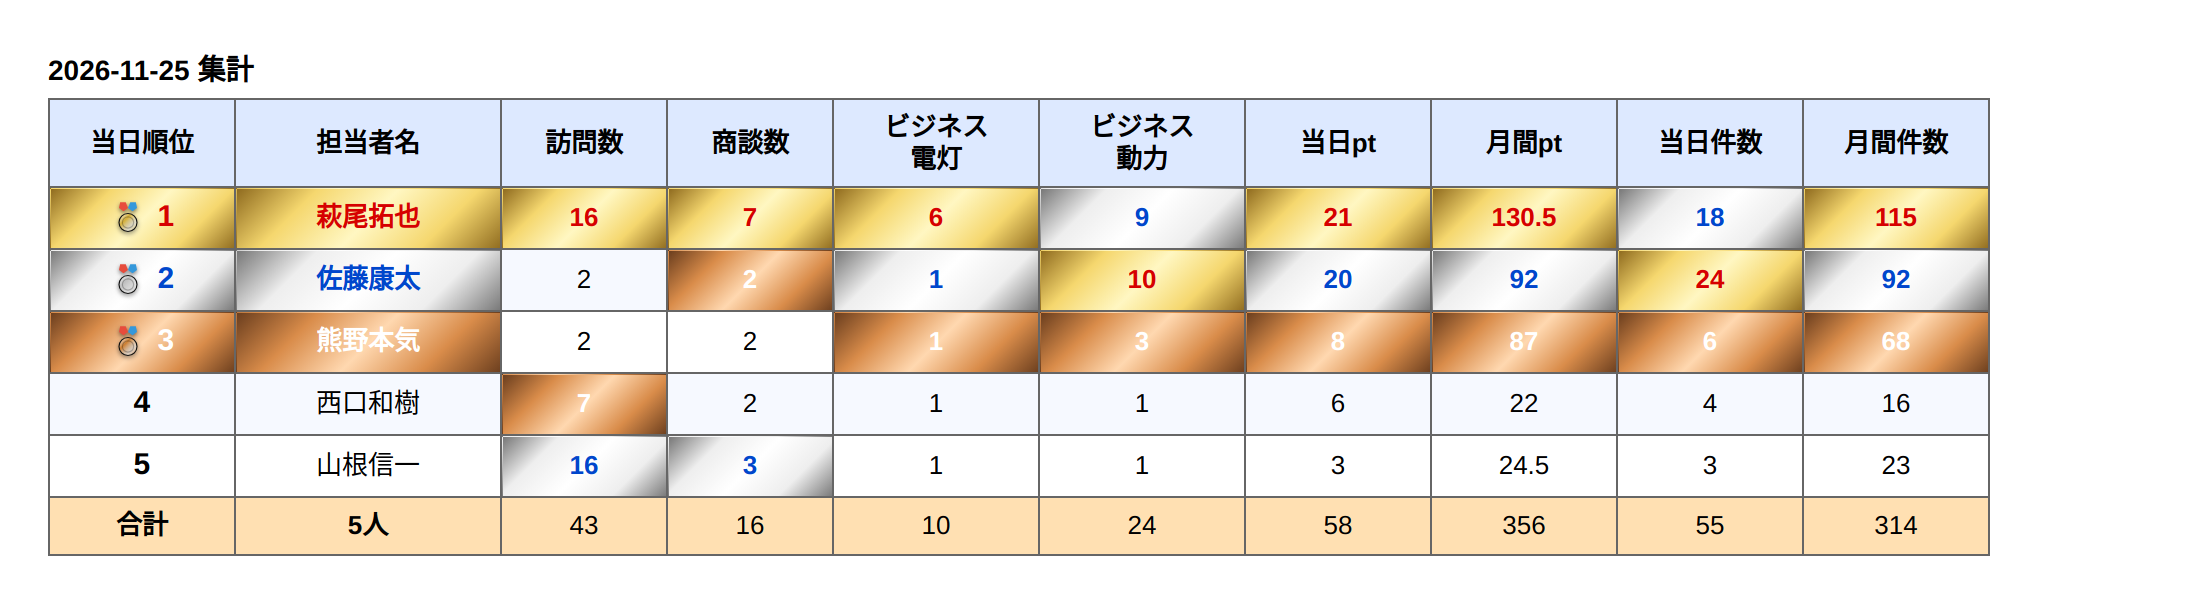 2026-11-25 集計
当日順位 担当者名 訪問数 商談数 ビジネス電灯 ビジネス動力 当日pt 月間pt 当日件数 月間件数
1 萩尾拓也 16 7 6 9 21 130.5 18 115
2 佐藤康太 2 2 1 10 20 92 24 92
3 熊野本気 2 2 1 3 8 87 6 68
4 西口和樹 7 2 1 1 6 22 4 16
5 山根信一 16 3 1 1 3 24.5 3 23
合計 5人 43 16 10 24 58 356 55 314